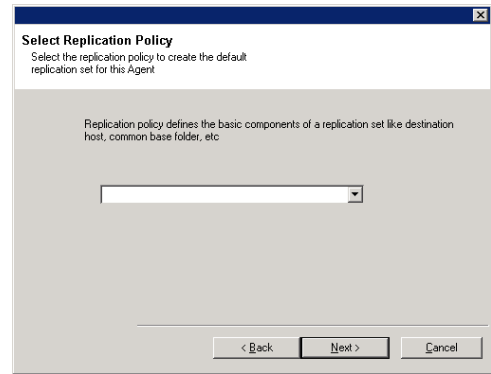 Select Replication Policy
Select the replication policy to create the default
replication set for this Agent
Replication policy defines the basic components of a replication set like destination
host, common base folder, etc
< Back
Next >
Cancel